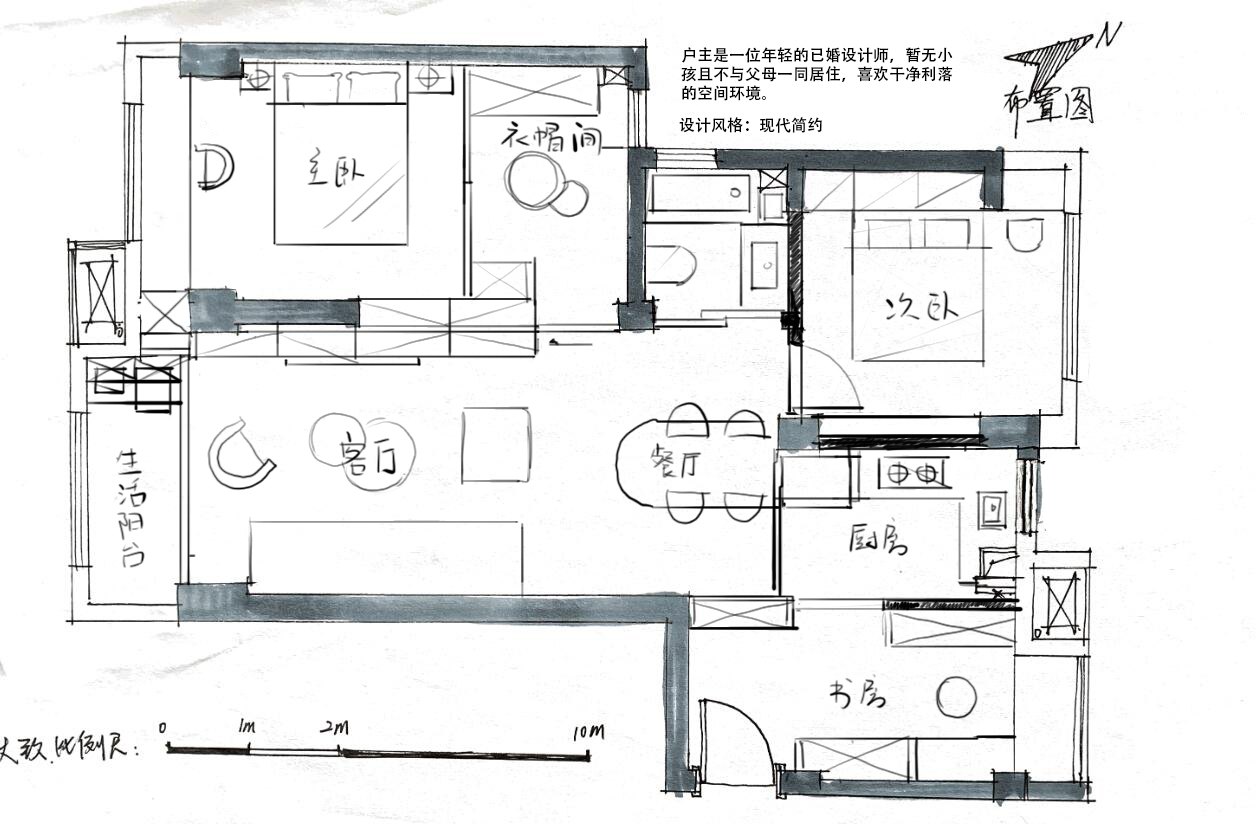 户主是一位年轻的已婚设计师，暂无小
孩且不与父母一同居住，喜欢干净利落
的空间环境。
设计风格：现代简约
N
布置图
衣帽间
主卧
次卧
客厅
餐厅
生活阳台
厨房
书房
大致比例尺：
0 1m 2m 10m